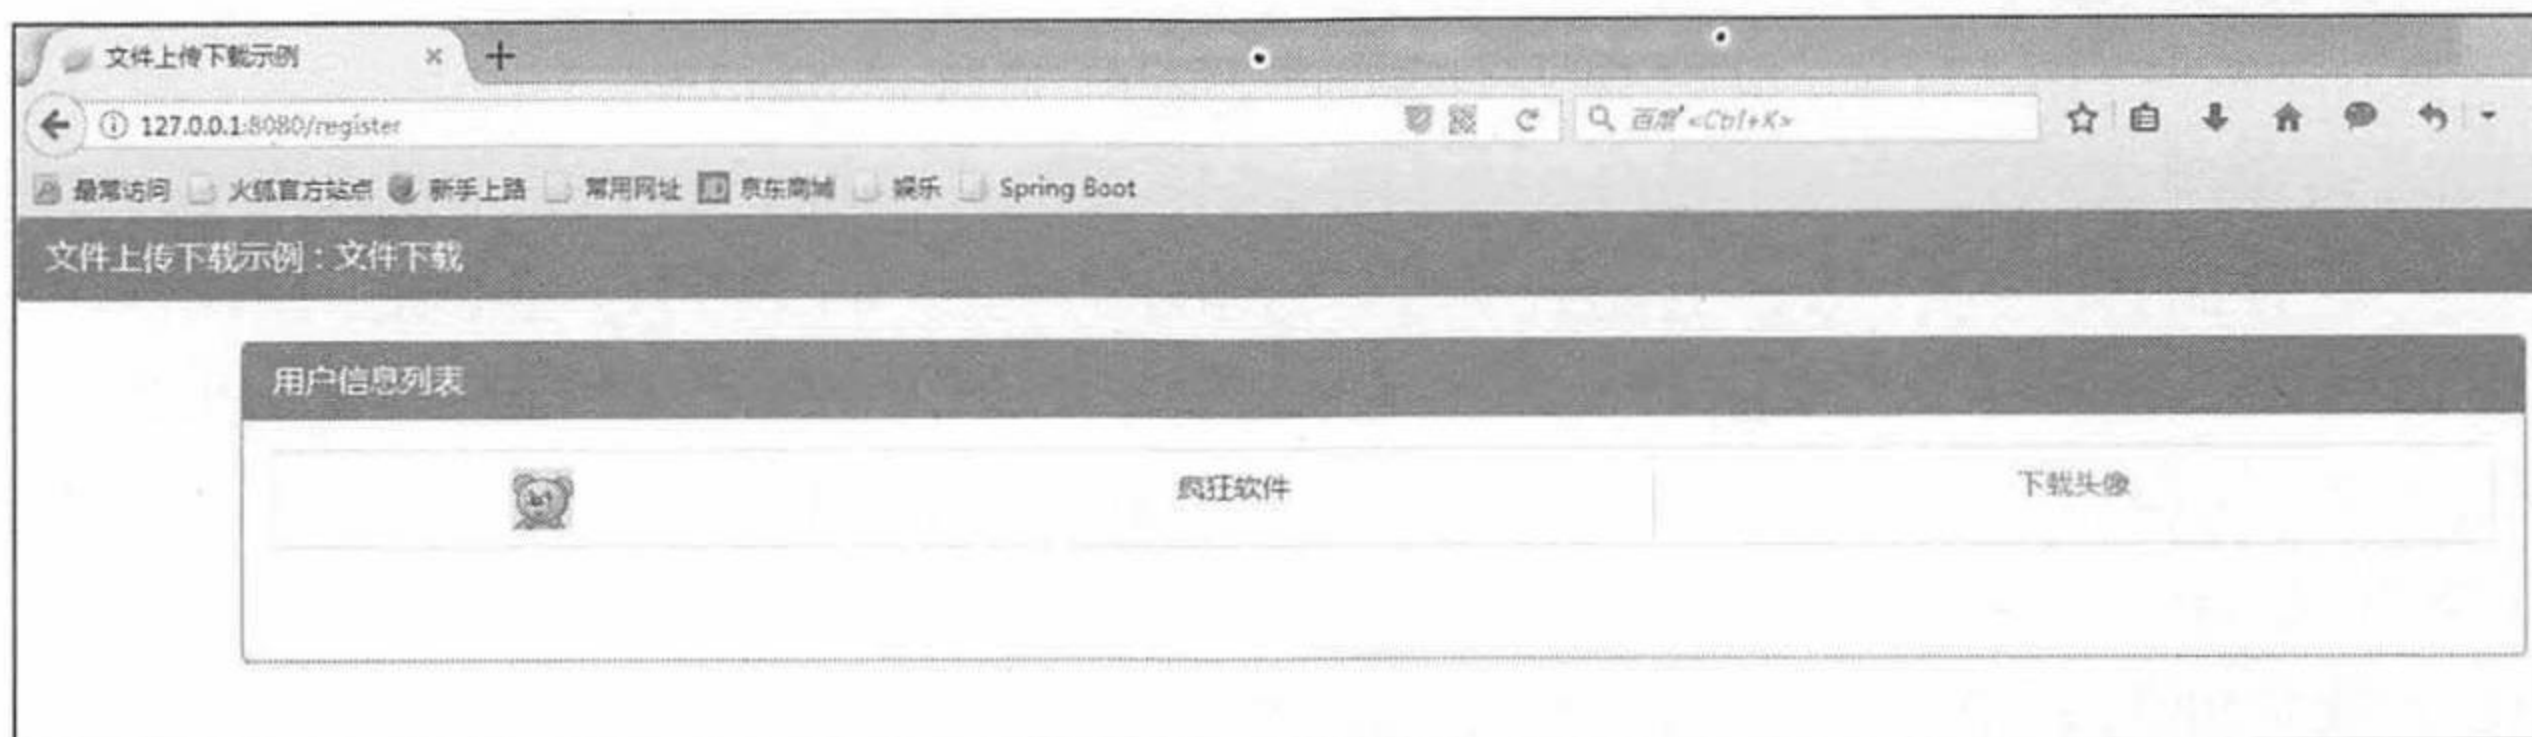 文件上传下载示例 ×
127.0.0.1:8080/register 百度 <Ctrl+K>
最常访问 火狐官方站点 新手上路 常用网址 JD 京东商城 娱乐 Spring Boot
文件上传下载示例：文件下载
用户信息列表
疯狂软件 下载头像